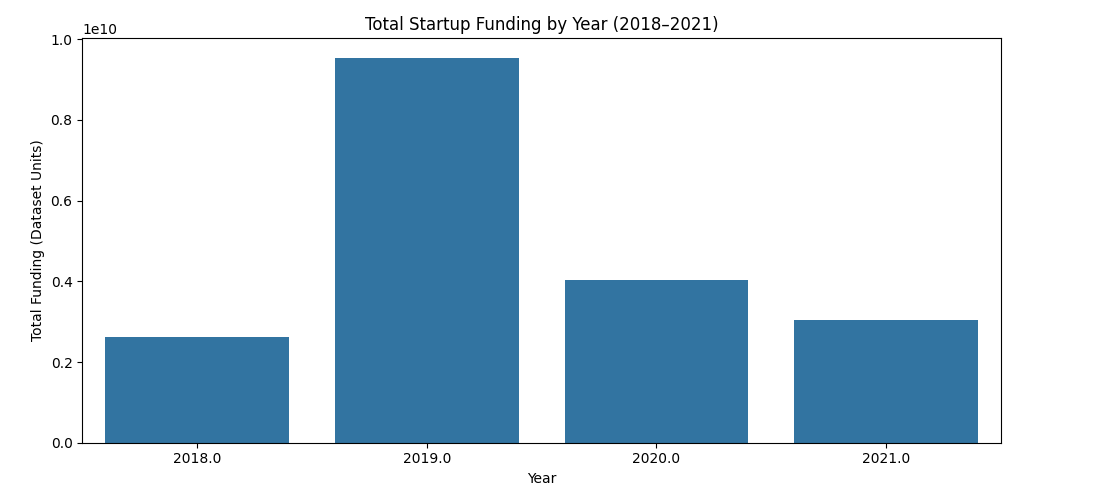 Total Startup Funding by Year (2018–2021)
1e10
1.0
0.8
0.6
0.4
0.2
0.0
Total Funding (Dataset Units)
2018.0 2019.0 2020.0 2021.0
Year